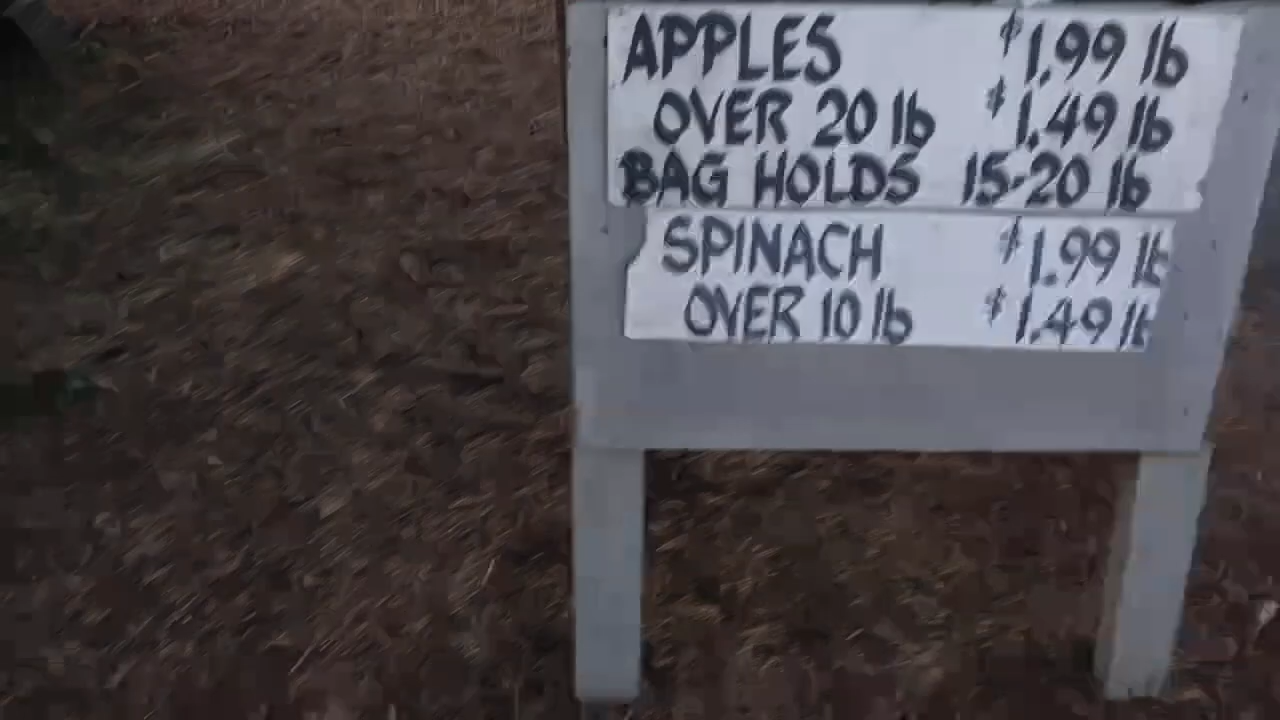 APPLES $1.99 lb
OVER 20 lb $1.49 lb
BAG HOLDS 15-20 lb
SPINACH $1.99 lb
OVER 10 lb $1.49 lb